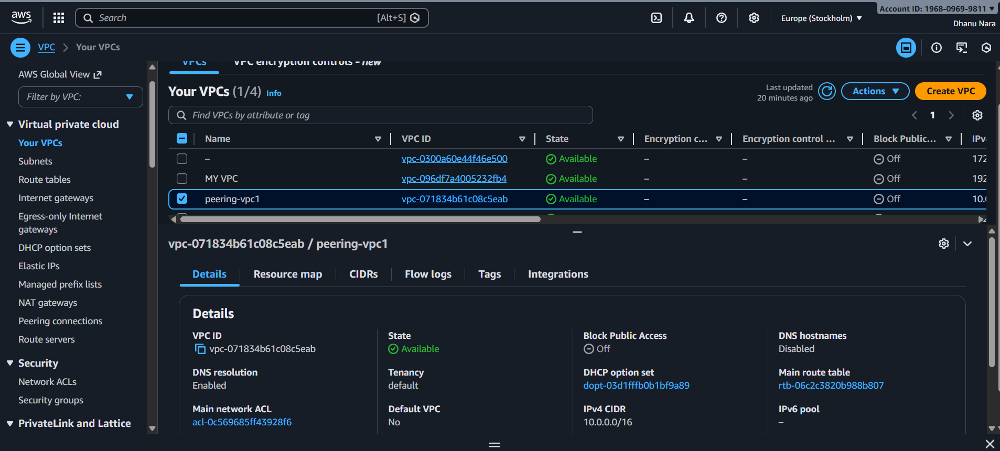 aws
Search [Alt+S]
Europe (Stockholm)
Account ID: 1968-0969-9811
Dhanu Nara
VPC > Your VPCs
AWS Global View
Filter by VPC:
Virtual private cloud
Your VPCs
Subnets
Route tables
Internet gateways
Egress-only Internet
gateways
DHCP option sets
Elastic IPs
Managed prefix lists
NAT gateways
Peering connections
Route servers
Security
Network ACLs
Security groups
PrivateLink and Lattice
VPCs VPC encryption controls - new
Your VPCs (1/4) Info
Last updated
20 minutes ago
Actions
Create VPC
Find VPCs by attribute or tag
1
Name VPC ID State Encryption c... Encryption control ... Block Public... IPv
– vpc-0300a60e44f46e500 Available – – Off 172
MY VPC vpc-096df7a4005232fb4 Available – – Off 192
peering-vpc1 vpc-071834b61c08c5eab Available – – Off 10.
vpc-071834b61c08c5eab / peering-vpc1
Details Resource map CIDRs Flow logs Tags Integrations
Details
VPC ID
vpc-071834b61c08c5eab
State
Available
Block Public Access
Off
DNS hostnames
Disabled
DNS resolution
Enabled
Tenancy
default
DHCP option set
dopt-03d1fffb0b1bf9a89
Main route table
rtb-06c2c3820b988b807
Main network ACL
acl-0c569685ff43928f6
Default VPC
No
IPv4 CIDR
10.0.0.0/16
IPv6 pool
–